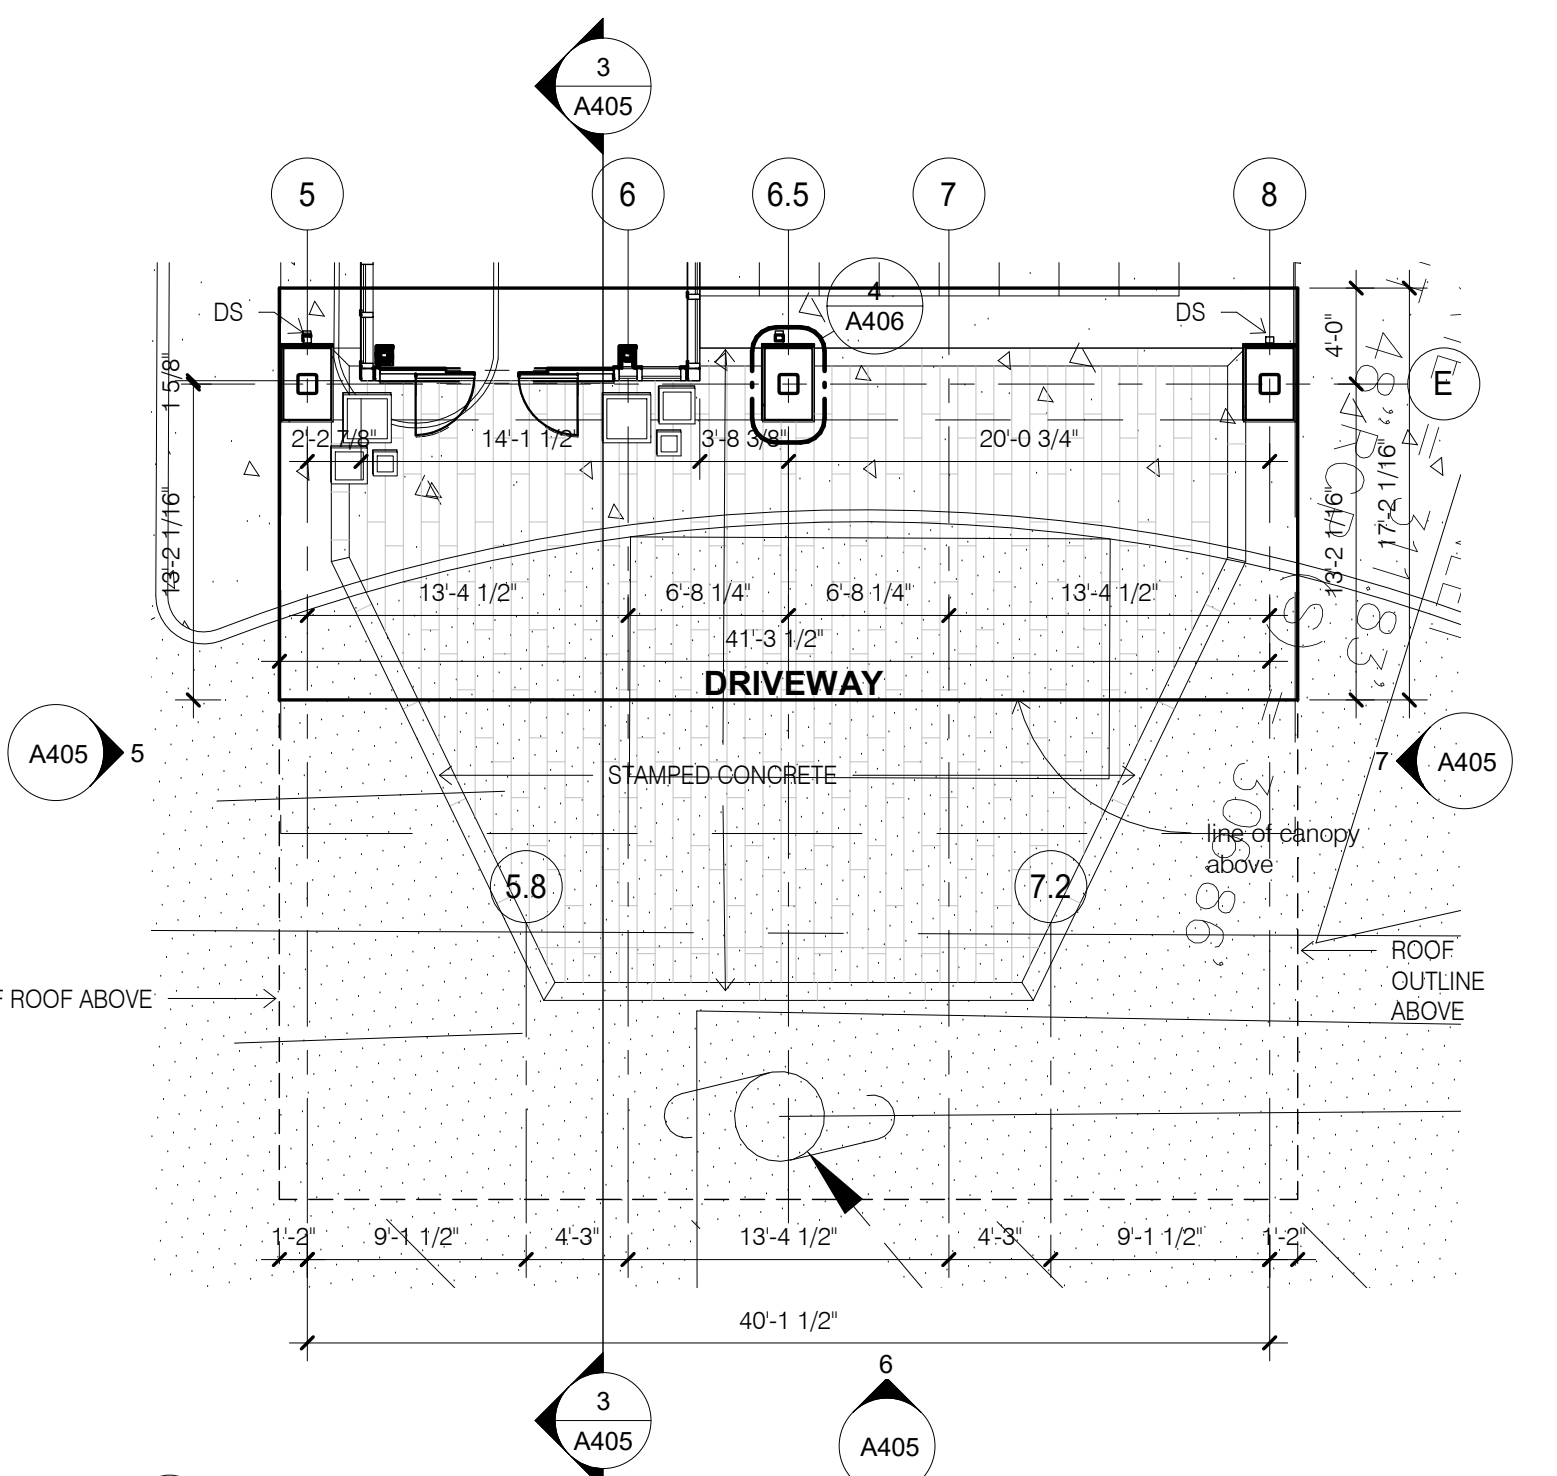 3
A405
5
6
6.5
7
8
4
A406
DS
DS
E
4'-0"
1 5/8"
2'-2 7/8"
14'-1 1/2"
3'-8 3/8"
20'-0 3/4"
13'-2 1/16"
13'-2 1/16"
17'-2 1/16"
13'-4 1/2"
6'-8 1/4"
6'-8 1/4"
13'-4 1/2"
41'-3 1/2"
DRIVEWAY
A405
5
7
A405
STAMPED CONCRETE
line of canopy
above
5.8
7.2
ROOF ABOVE
ROOF
OUTLINE
ABOVE
1'-2"
9'-1 1/2"
4'-3"
13'-4 1/2"
4'-3"
9'-1 1/2"
1'-2"
40'-1 1/2"
3
A405
6
A405